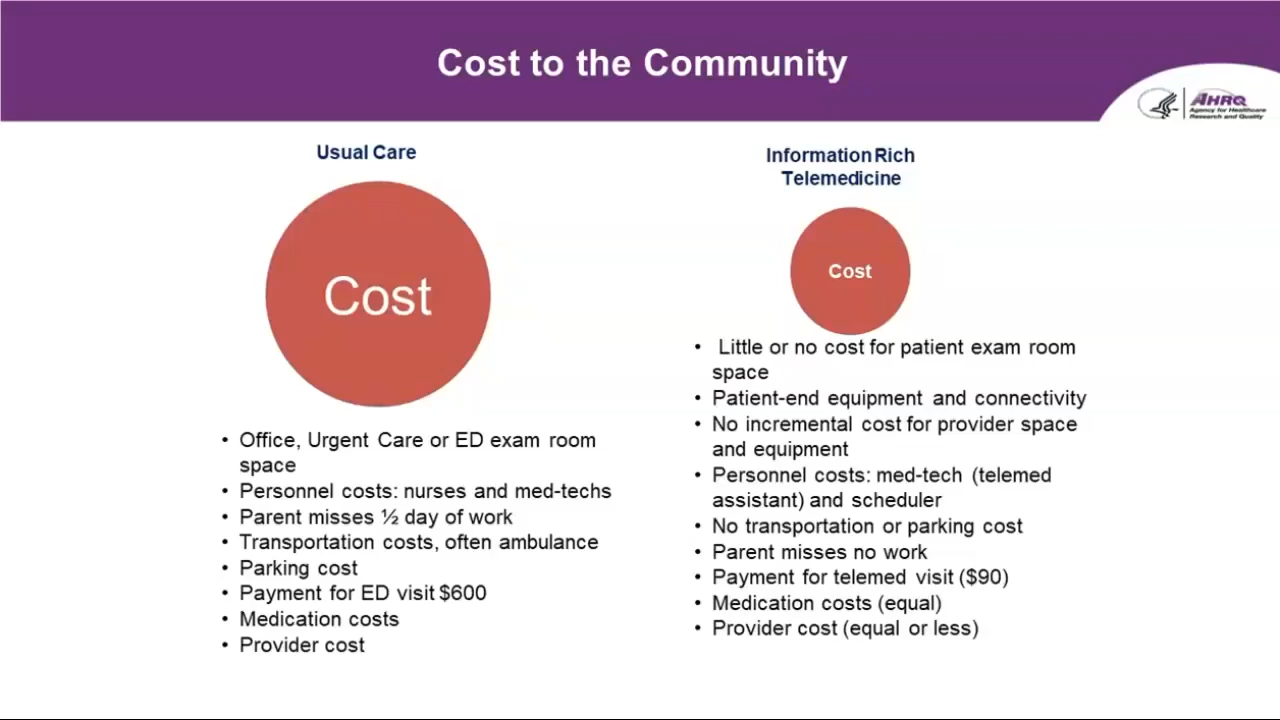 Cost to the Community
AHRQ
Agency for Healthcare
Research and Quality
Usual Care
Cost
• Office, Urgent Care or ED exam room
space
• Personnel costs: nurses and med-techs
• Parent misses ½ day of work
• Transportation costs, often ambulance
• Parking cost
• Payment for ED visit $600
• Medication costs
• Provider cost
Information Rich
Telemedicine
Cost
• Little or no cost for patient exam room
space
• Patient-end equipment and connectivity
• No incremental cost for provider space
and equipment
• Personnel costs: med-tech (telemed
assistant) and scheduler
• No transportation or parking cost
• Parent misses no work
• Payment for telemed visit ($90)
• Medication costs (equal)
• Provider cost (equal or less)